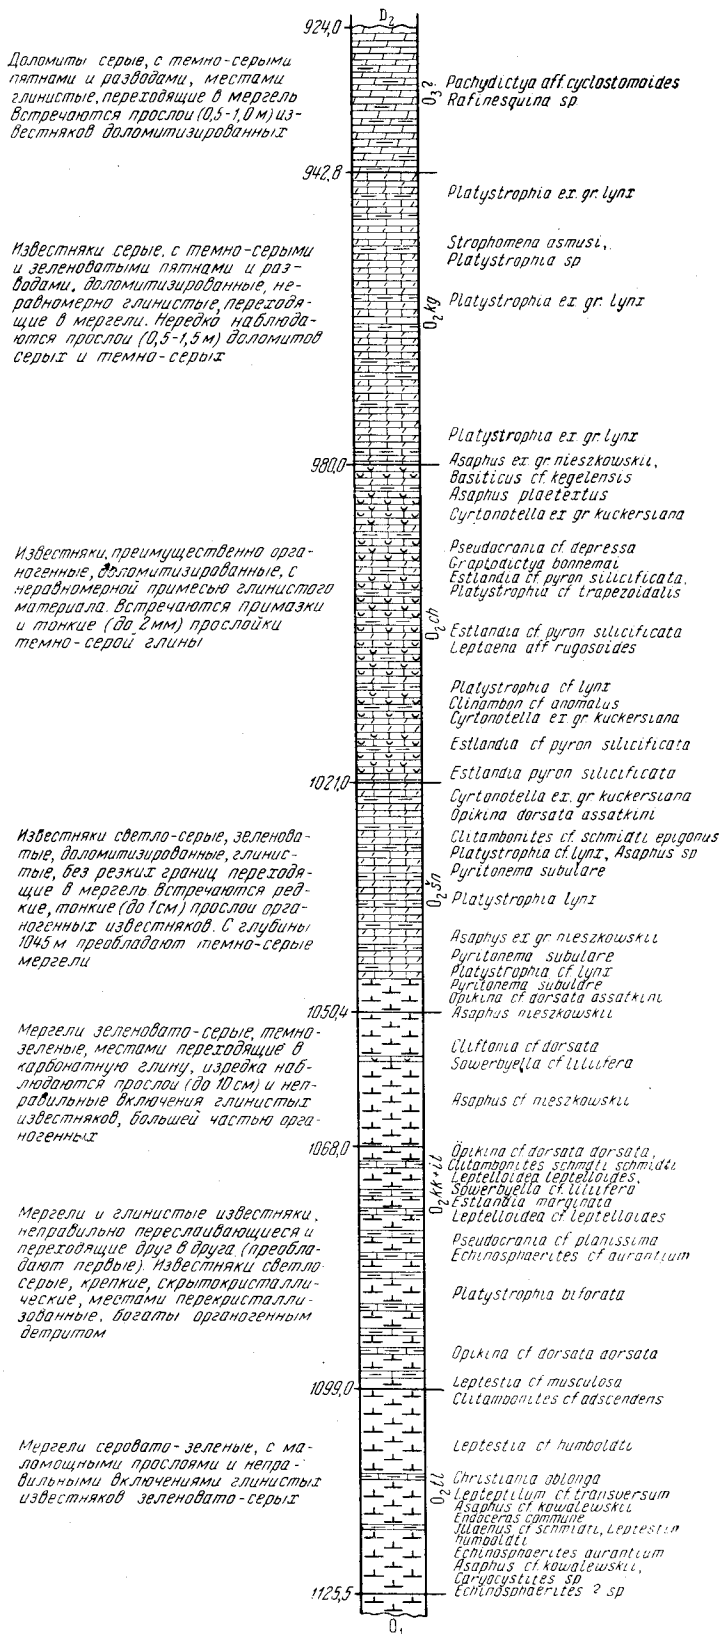 924,0
D₂
Доломиты серые, с темно-серыми
пятнами и разводами, местами
глинистые, переходящие в мергель
Встречаются прослои (0,5-1,0 м) из-
вестняков доломитизированных
O₃?
Pachydictya aff. cyclostomoides
Rafinesquina sp
942,8
Platystrophia ex. gr. lynx
Известняки серые, с темно-серыми
и зеленоватыми пятнами и раз-
водами, доломитизированные, не-
равномерно глинистые, переходя-
щие в мергели. Нередко наблюда-
ются прослои (0,5-1,5 м) доломитов
серых и темно-серых
O₂kg
Strophomena asmusi,
Platystrophia sp
Platystrophia ex gr. lynx
Platystrophia ex. gr. lynx
980,0
Asaphus ex. gr. nieszkowskii,
Basiticus cf. kegelensis
Asaphus plaetextus
Cyrtonotella ex gr kuckersiana
Известняки, преимущественно орга-
ногенные, доломитизированные, с
неравномерной примесью глинистого
материала. Встречаются примазки
и тонкие (до 2мм) прослойки
темно-серой глины
O₂ch
Pseudocrania cf. depressa
Graptodictya bonnemai
Estlandia cf. pyron silicificata.
Platystrophia cf trapezoidalis
Estlandia cf. pyron silicificata
Leptaena aff rugosoides
Platystrophia cf lynx
Clinambon cf anomalus
Cyrtonotella ex. gr kuckersiana
Estlandia cf pyron silicificata
Estlandia pyron silicificata
1021,0
Cyrtonotella ex. gr kuckersiana
Opikina dorsata assatkini
Известняки светло-серые, зеленова-
тые, доломитизированные, глинис-
тые, без резких границ переходя-
щие в мергель. Встречаются ред-
кие, тонкие (до 1см) прослои орга-
ногенных известняков. С глубины
1045 м преобладают темно-серые
мергели
O₂šn
Clitambonites cf. schmidti epigonus
Platystrophia cf. lynx, Asaphus sp
Pyritonema subulare
Platystrophia lynx
Asaphys ex gr nieszkowskii
Pyritonema subulare
Platystrophia cf. lynx
Pyritonema subulare
Opikina cf dorsata assatkini
1050,4
Asaphus nieszkowskii
Мергели зеленовато-серые, темно-
зеленые, местами переходящие в
карбонатную глину, изредка наб-
людаются прослои (до 10см) и неп-
равильные включения глинистых
известняков, большей частью орга-
ногенных
Cliftonia cf dorsata
Sowerbyella cf liliifera
Asaphus cf nieszkowskii
1068,0
O₂kk+il
Öpikina cf dorsata dorsata,
Clitambonites schmidti schmidti
Leptelloidea leptelloides,
Sowerbyella cf. liliifera
Estlandia marginata
Leptelloidea cf leptelloides
Мергели и глинистые известняки,
неправильно переслаивающиеся и
переходящие друг в друга (преобла-
дают первые). Известняки светло
серые, крепкие, скрытокристалли-
ческие, местами перекристалли-
зованные, богаты органогенным
детритом
Pseudocrania cf planissima
Echinosphaerites cf aurantium
Platystrophia biforata
Opikina cf dorsata dorsata
Leptestia cf musculosa
1099,0
Clitambonites cf adscendens
Мергели серовато-зеленые, с ма-
ломощными прослоями и непра-
вильными включениями глинистых
известняков зеленовато-серых
O₂tl
Leptestia cf humboldti
Christiania oblonga
Lepteptilum cf. transversum
Asaphus cf kowalewskii
Endoceras commune
Jllaenus cf schmidti, Leptestia
humboldti
Echinosphaerites aurantium
Asaphus cf. kowalewskii,
Caryocystites sp
1125,5
Echinosphaerites ? sp
O₁